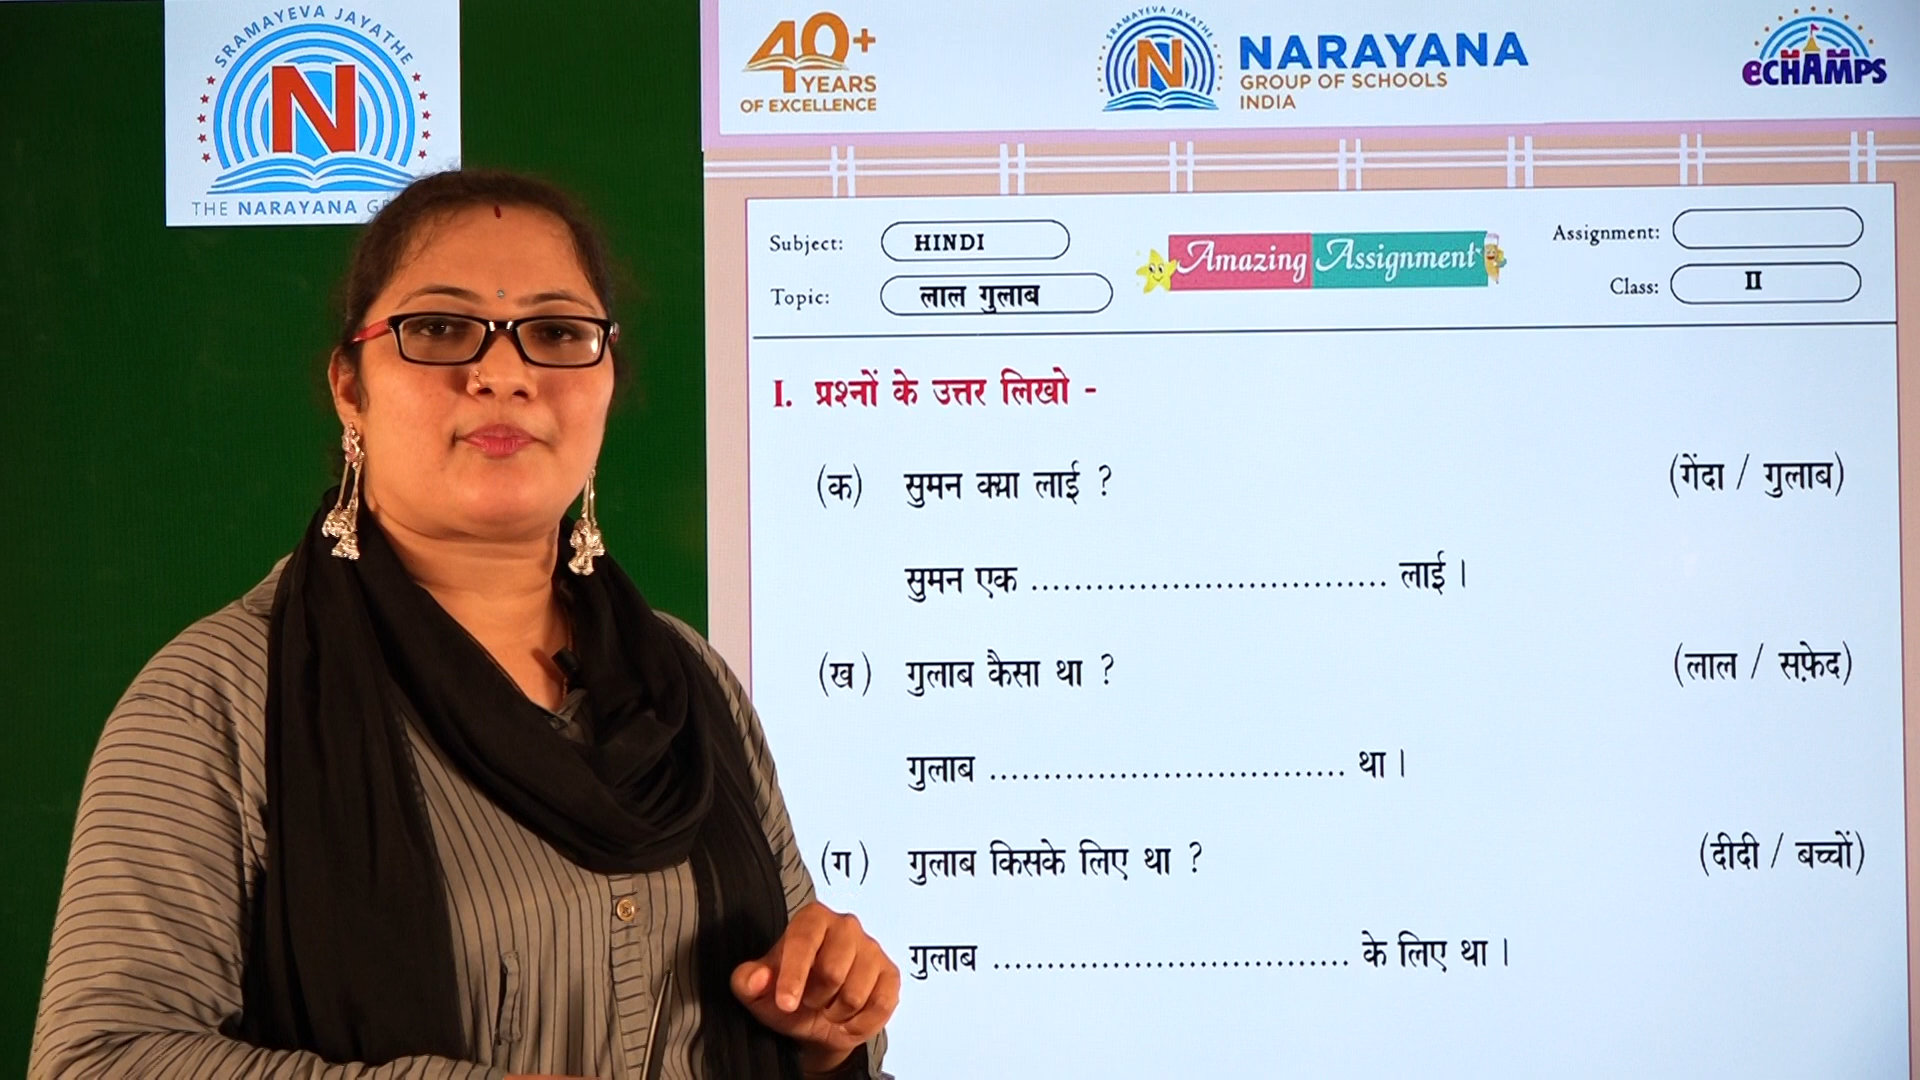 SRAMAYEVA JAYATHE
N
THE NARAYANA
40+
YEARS
OF EXCELLENCE
SRAMAYEVA JAYATHE
N
NARAYANA
GROUP OF SCHOOLS
INDIA
eCHAMPS
Subject: HINDI
Topic: लाल गुलाब
Amazing Assignment
Assignment:
Class: II
I. प्रश्नों के उत्तर लिखो -
(क) सुमन क्या लाई ? (गेंदा / गुलाब)
सुमन एक .................................... लाई ।
(ख) गुलाब कैसा था ? (लाल / सफ़ेद)
गुलाब .................................... था ।
(ग) गुलाब किसके लिए था ? (दीदी / बच्चों)
गुलाब .................................... के लिए था ।